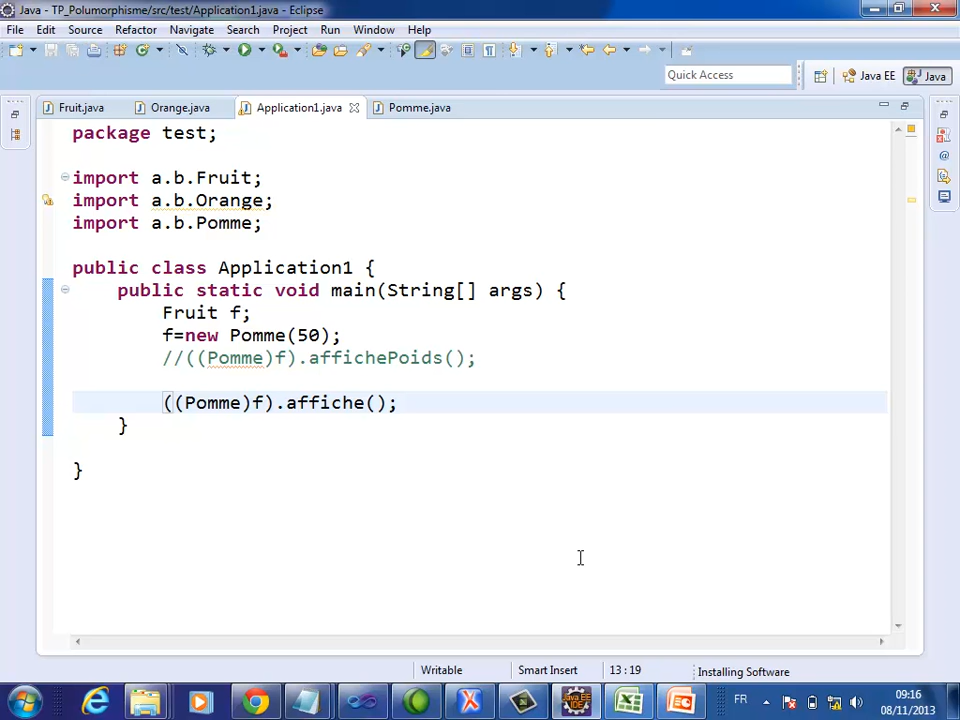 Java - TP_Polumorphisme/src/test/Application1.java - Eclipse
File Edit Source Refactor Navigate Search Project Run Window Help
Quick Access Java EE Java
Fruit.java Orange.java Application1.java Pomme.java
package test;
import a.b.Fruit;
import a.b.Orange;
import a.b.Pomme;
public class Application1 {
public static void main(String[] args) {
Fruit f;
f=new Pomme(50);
//((Pomme)f).affichePoids();
((Pomme)f).affiche();
}
}
Writable Smart Insert 13 : 19 Installing Software
FR 09:16
08/11/2013